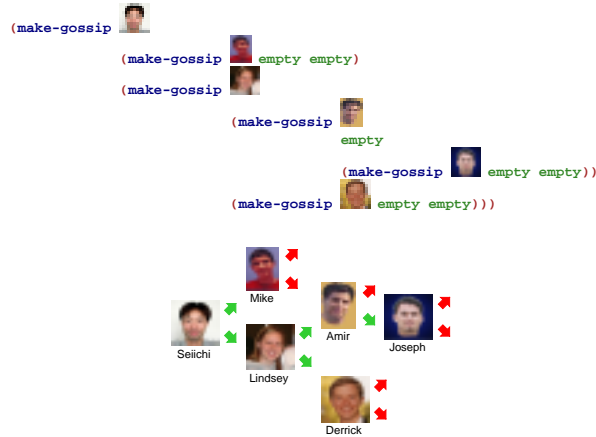 (make-gossip
(make-gossip empty empty)
(make-gossip
(make-gossip
empty
(make-gossip empty empty))
(make-gossip empty empty)))
Mike
Amir
Seiichi
Joseph
Lindsey
Derrick